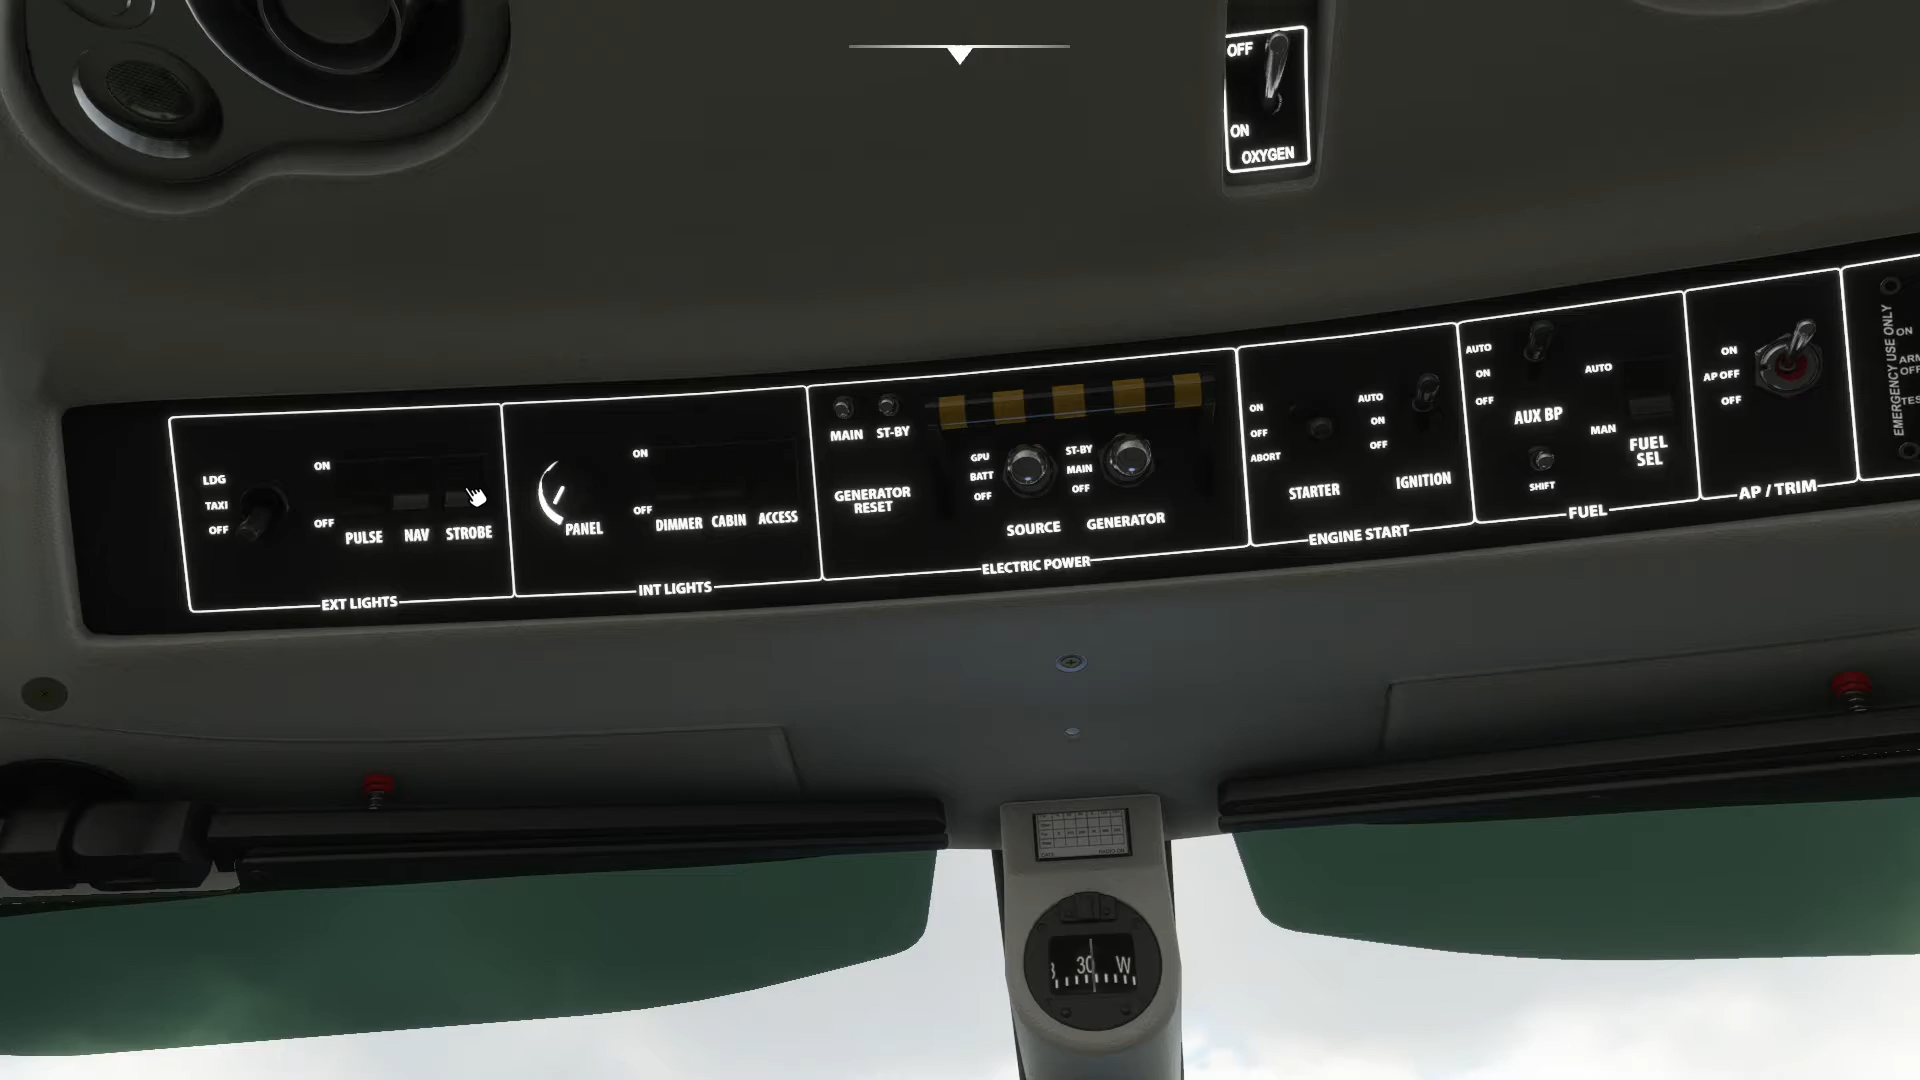 OFF
ON
OXYGEN
LDG
TAXI
OFF
ON
OFF
PULSE NAV STROBE
EXT LIGHTS
PANEL
ON
OFF
DIMMER CABIN ACCESS
INT LIGHTS
MAIN ST-BY
GENERATOR
RESET
GPU
BATT
OFF
SOURCE
ST-BY
MAIN
OFF
GENERATOR
ELECTRIC POWER
ON
OFF
ABORT
STARTER
AUTO
ON
OFF
IGNITION
ENGINE START
AUTO
ON
OFF
AUX BP
SHIFT
AUTO
MAN
FUEL
SEL
FUEL
ON
AP OFF
OFF
AP / TRIM
EMERGENCY USE ONLY
ON
OFF
30 W